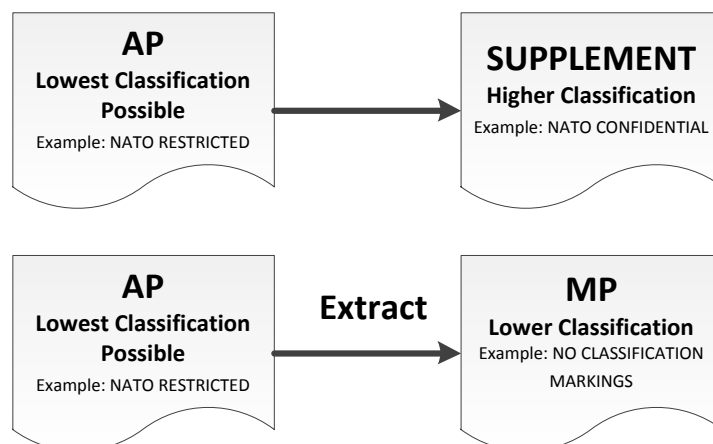 AP
Lowest Classification
Possible
Example: NATO RESTRICTED
SUPPLEMENT
Higher Classification
Example: NATO CONFIDENTIAL
AP
Lowest Classification
Possible
Example: NATO RESTRICTED
Extract
MP
Lower Classification
Example: NO CLASSIFICATION
MARKINGS